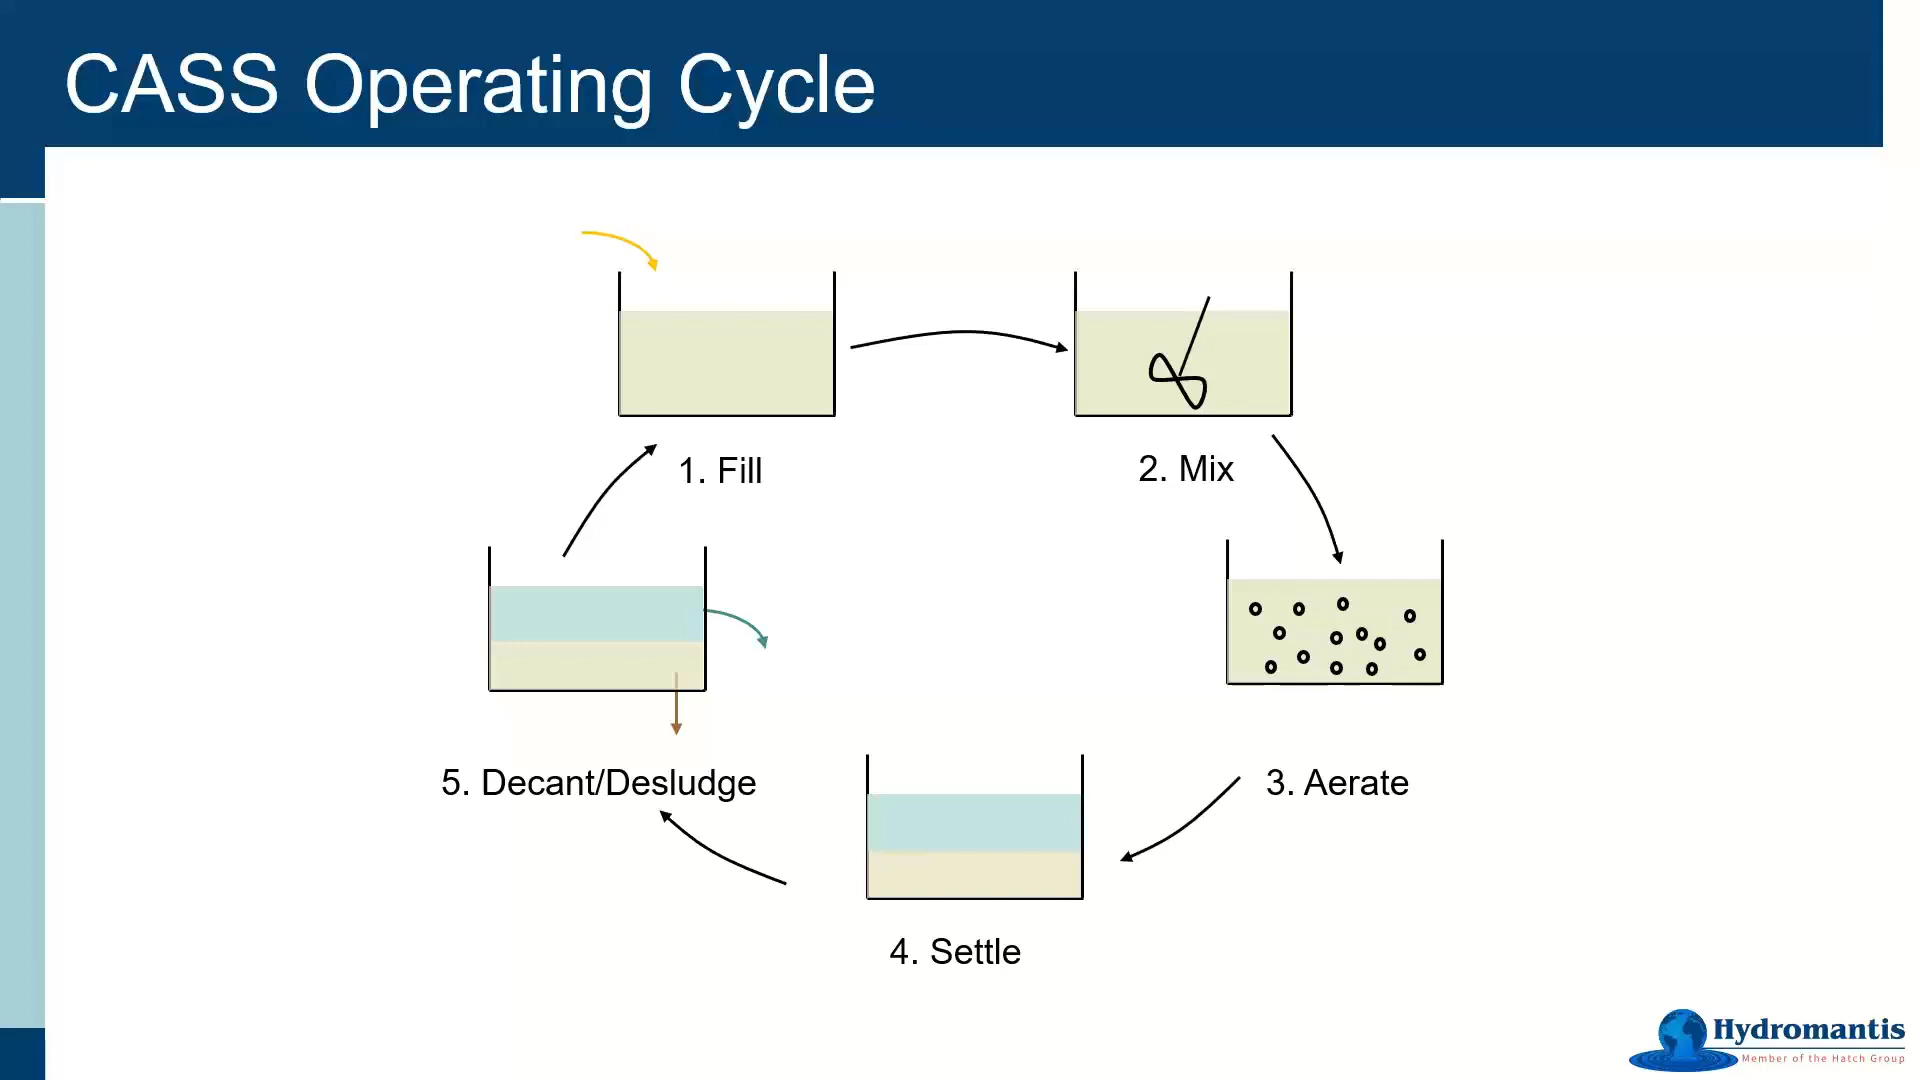 CASS Operating Cycle
1. Fill
2. Mix
3. Aerate
4. Settle
5. Decant/Desludge
Hydromantis
Member of the Hatch Group